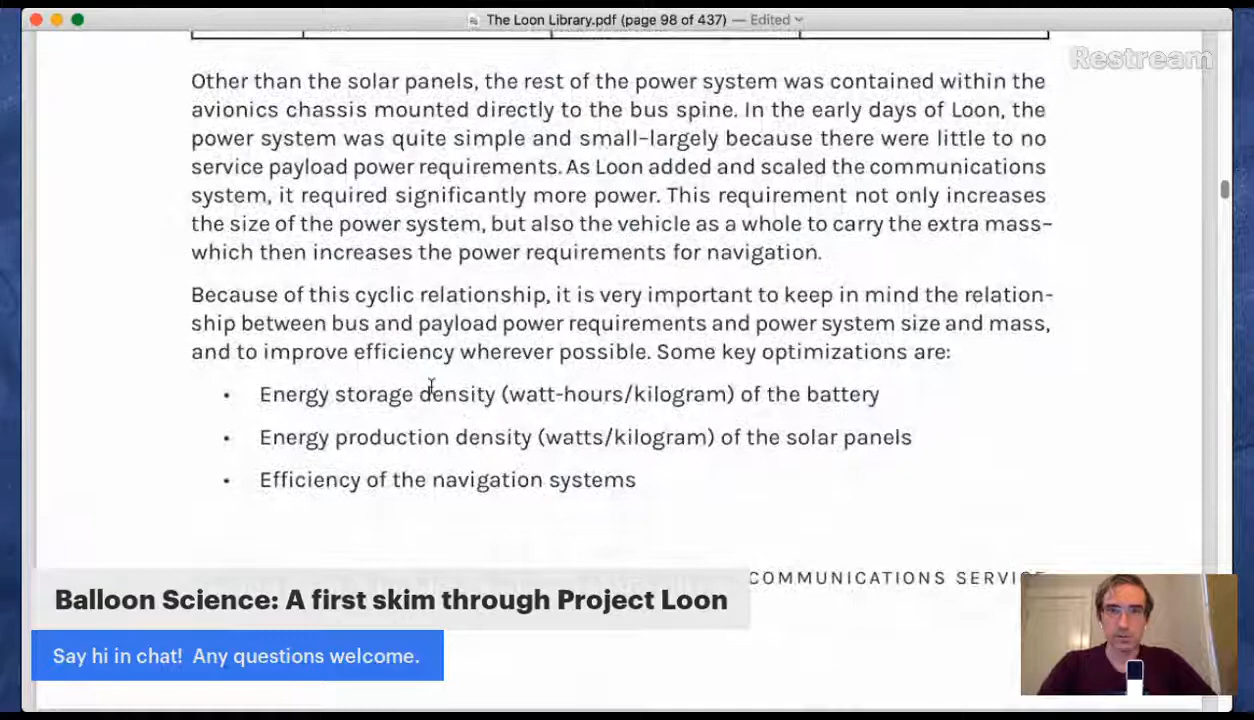 The Loon Library.pdf (page 98 of 437) — Edited
Restream
Other than the solar panels, the rest of the power system was contained within the
avionics chassis mounted directly to the bus spine. In the early days of Loon, the
power system was quite simple and small–largely because there were little to no
service payload power requirements. As Loon added and scaled the communications
system, it required significantly more power. This requirement not only increases
the size of the power system, but also the vehicle as a whole to carry the extra mass–
which then increases the power requirements for navigation.
Because of this cyclic relationship, it is very important to keep in mind the relation-
ship between bus and payload power requirements and power system size and mass,
and to improve efficiency wherever possible. Some key optimizations are:
• Energy storage density (watt-hours/kilogram) of the battery
• Energy production density (watts/kilogram) of the solar panels
• Efficiency of the navigation systems
COMMUNICATIONS SERVICE
Balloon Science: A first skim through Project Loon
Say hi in chat! Any questions welcome.